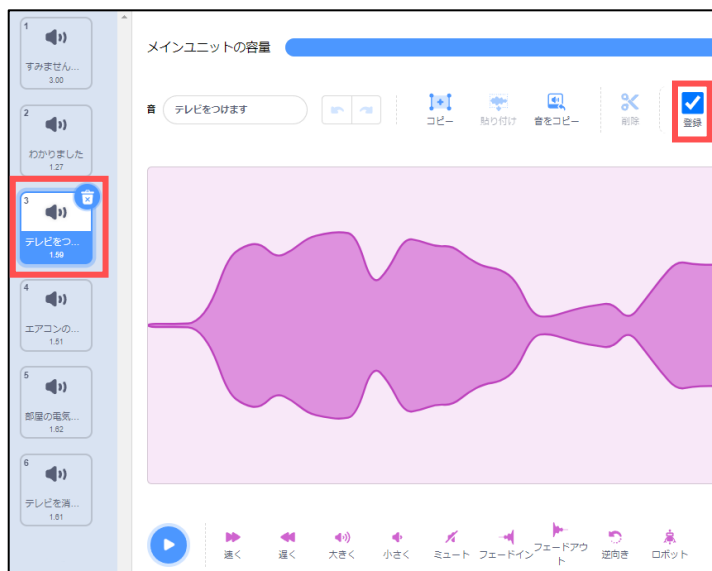 1
すみません...
3.00
2
わかりました
1.27
3
テレビをつ...
1.59
4
エアコンの...
1.51
5
部屋の電気...
1.62
6
テレビを消...
1.61
メインユニットの容量
音 テレビをつけます
コピー 貼り付け 音をコピー 削除 登録
速く 遅く 大きく 小さく ミュート フェードイン フェードアウ
ト 逆向き ロボット